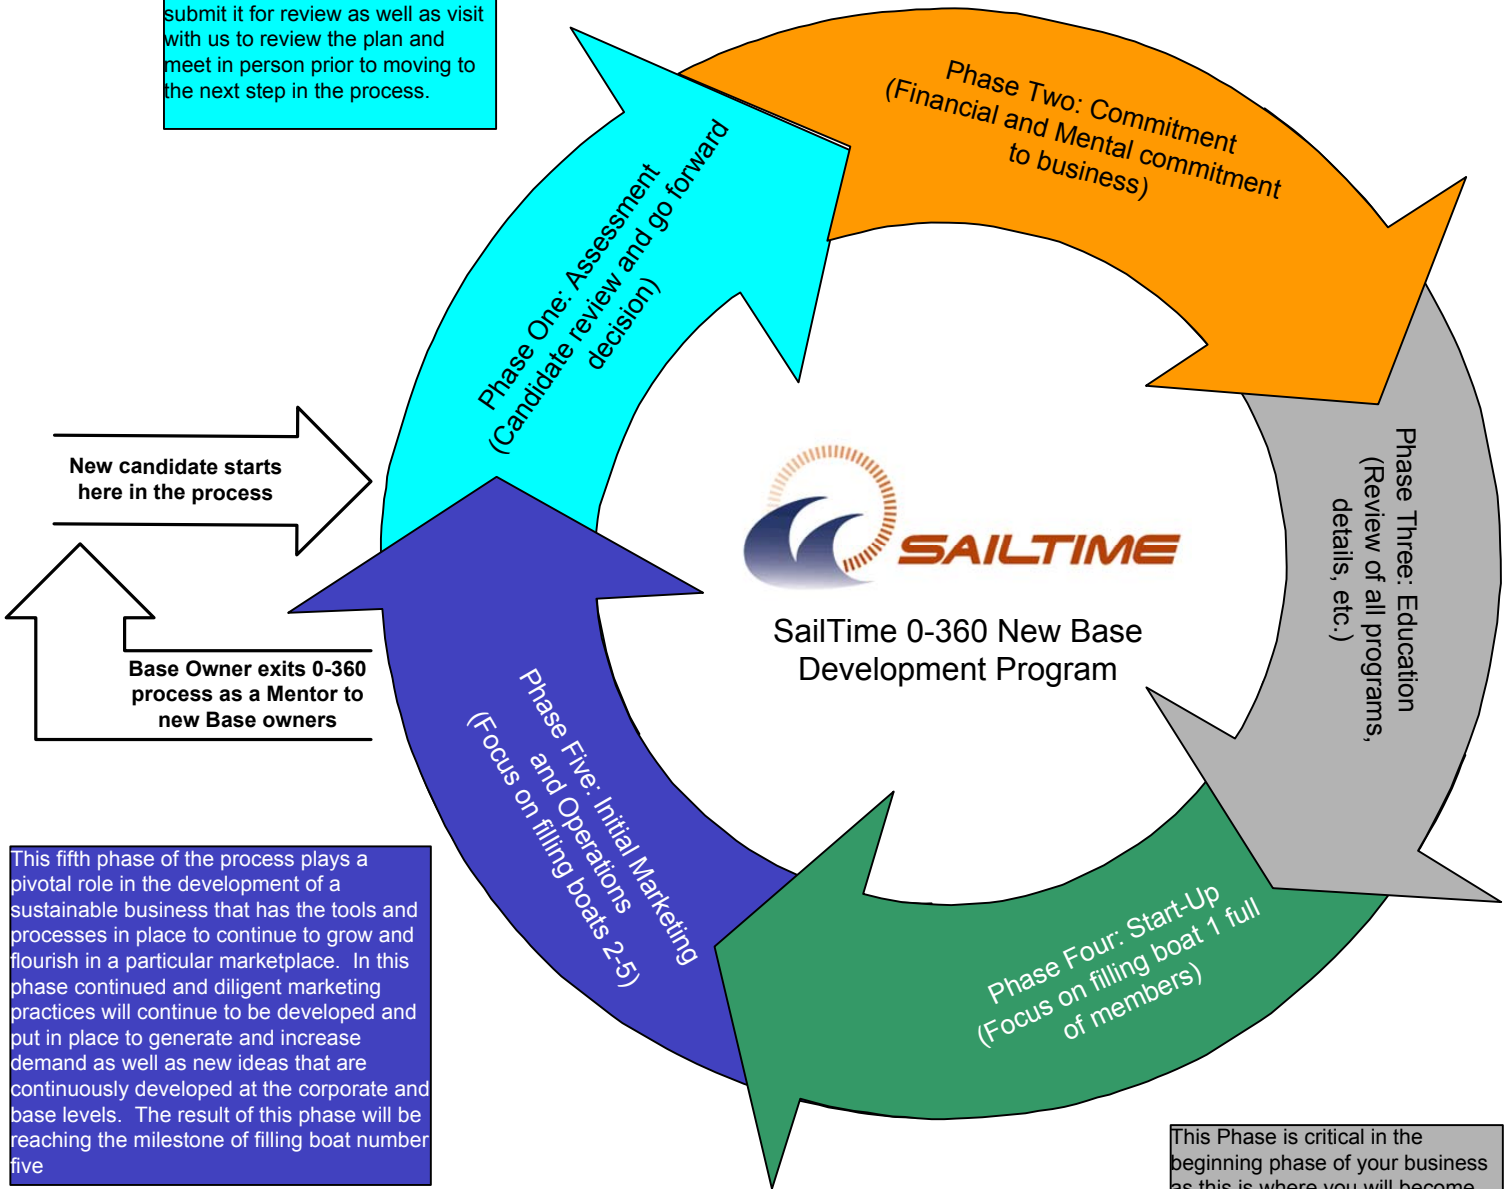 submit it for review as well as visit
with us to review the plan and
meet in person prior to moving to
the next step in the process.
Phase One: Assessment
(Candidate review and go forward
decision)
Phase Two: Commitment
(Financial and Mental commitment
to business)
Phase Three: Education
(Review of all programs,
details, etc.)
Phase Four: Start-Up
(Focus on filling boat 1 full
of members)
Phase Five: Initial Marketing
and Operations
(Focus on filling boats 2-5)
New candidate starts
here in the process
Base Owner exits 0-360
process as a Mentor to
new Base owners
SAILTIME
SailTime 0-360 New Base
Development Program
This fifth phase of the process plays a
pivotal role in the development of a
sustainable business that has the tools and
processes in place to continue to grow and
flourish in a particular marketplace.  In this
phase continued and diligent marketing
practices will continue to be developed and
put in place to generate and increase
demand as well as new ideas that are
continuously developed at the corporate and
base levels.  The result of this phase will be
reaching the milestone of filling boat number
five
This Phase is critical in the
beginning phase of your business
as this is where you will become